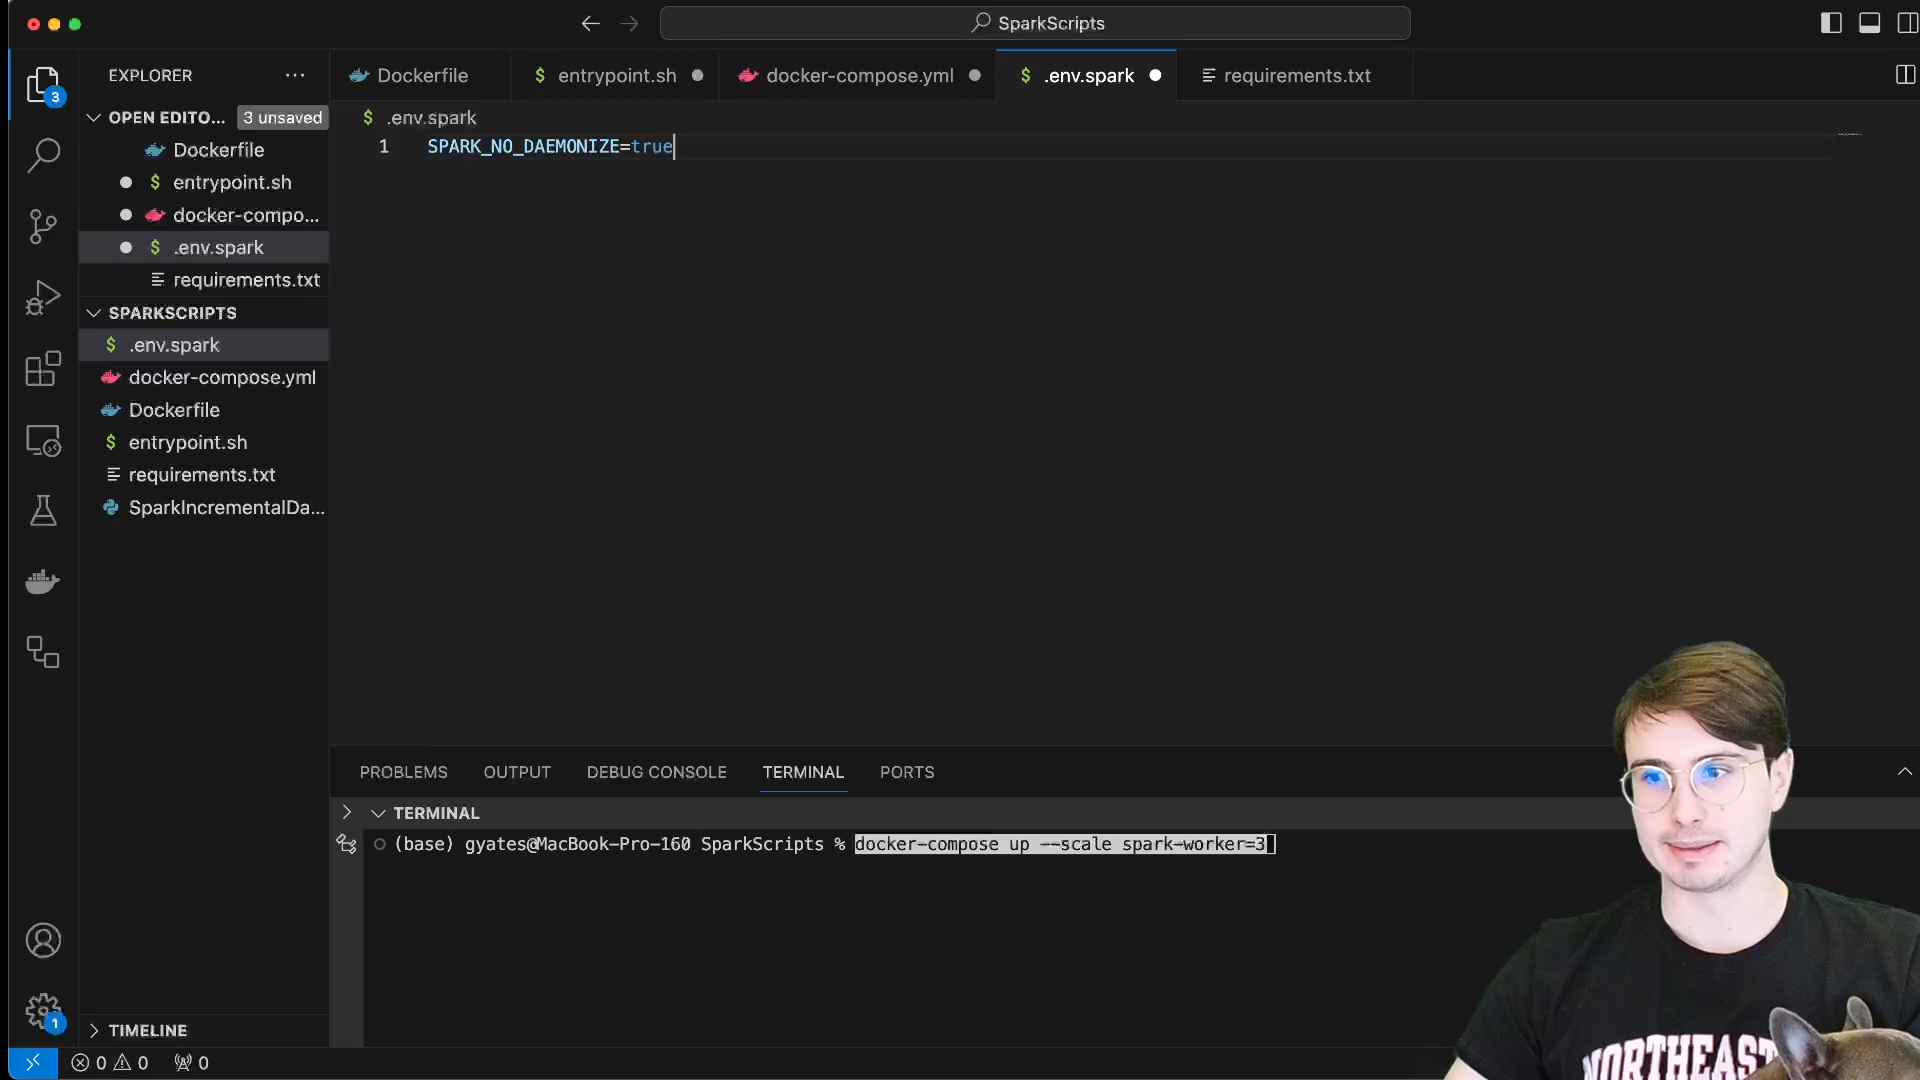 SparkScripts
EXPLORER
Dockerfile
entrypoint.sh
docker-compose.yml
.env.spark
requirements.txt
OPEN EDITO...
3 unsaved
Dockerfile
entrypoint.sh
docker-compo...
.env.spark
requirements.txt
SPARKSCRIPTS
.env.spark
docker-compose.yml
Dockerfile
entrypoint.sh
requirements.txt
SparkIncrementalDa...
TIMELINE
3
1
$ .env.spark
1 SPARK_NO_DAEMONIZE=true
PROBLEMS
OUTPUT
DEBUG CONSOLE
TERMINAL
PORTS
TERMINAL
(base) gyates@MacBook-Pro-160 SparkScripts % docker-compose up --scale spark-worker=3
0
0
0
NORTHEAST